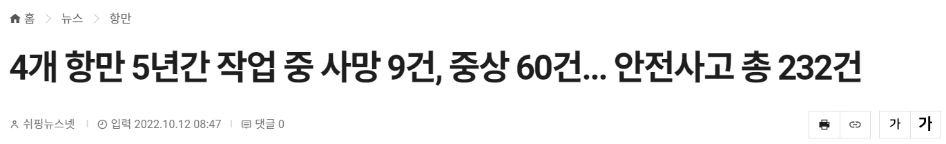 홈 뉴스 항만
4개 항만 5년간 작업 중 사망 9건, 중상 60건... 안전사고 총 232건
쉬핑뉴스넷 입력 2022.10.12 08:47 댓글 0 가 가